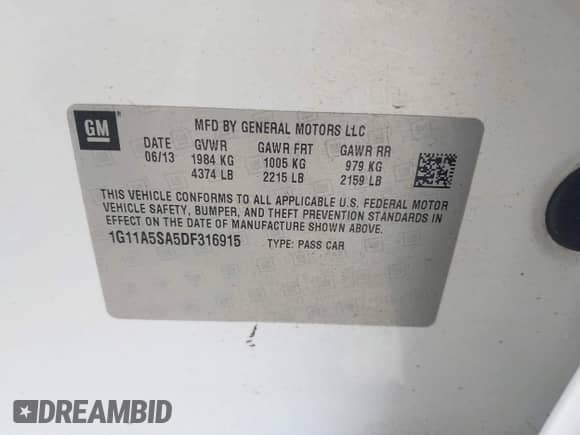 GM
MFD BY GENERAL MOTORS LLC
DATE GVWR GAWR FRT GAWR RR
06/13 1984 KG 1005 KG 979 KG
4374 LB 2215 LB 2159 LB
THIS VEHICLE CONFORMS TO ALL APPLICABLE U.S. FEDERAL MOTOR
VEHICLE SAFETY, BUMPER, AND THEFT PREVENTION STANDARDS IN
EFFECT ON THE DATE OF MANUFACTURE SHOWN ABOVE.
1G11A5SA5DF316915 TYPE: PASS CAR
DREAMBID